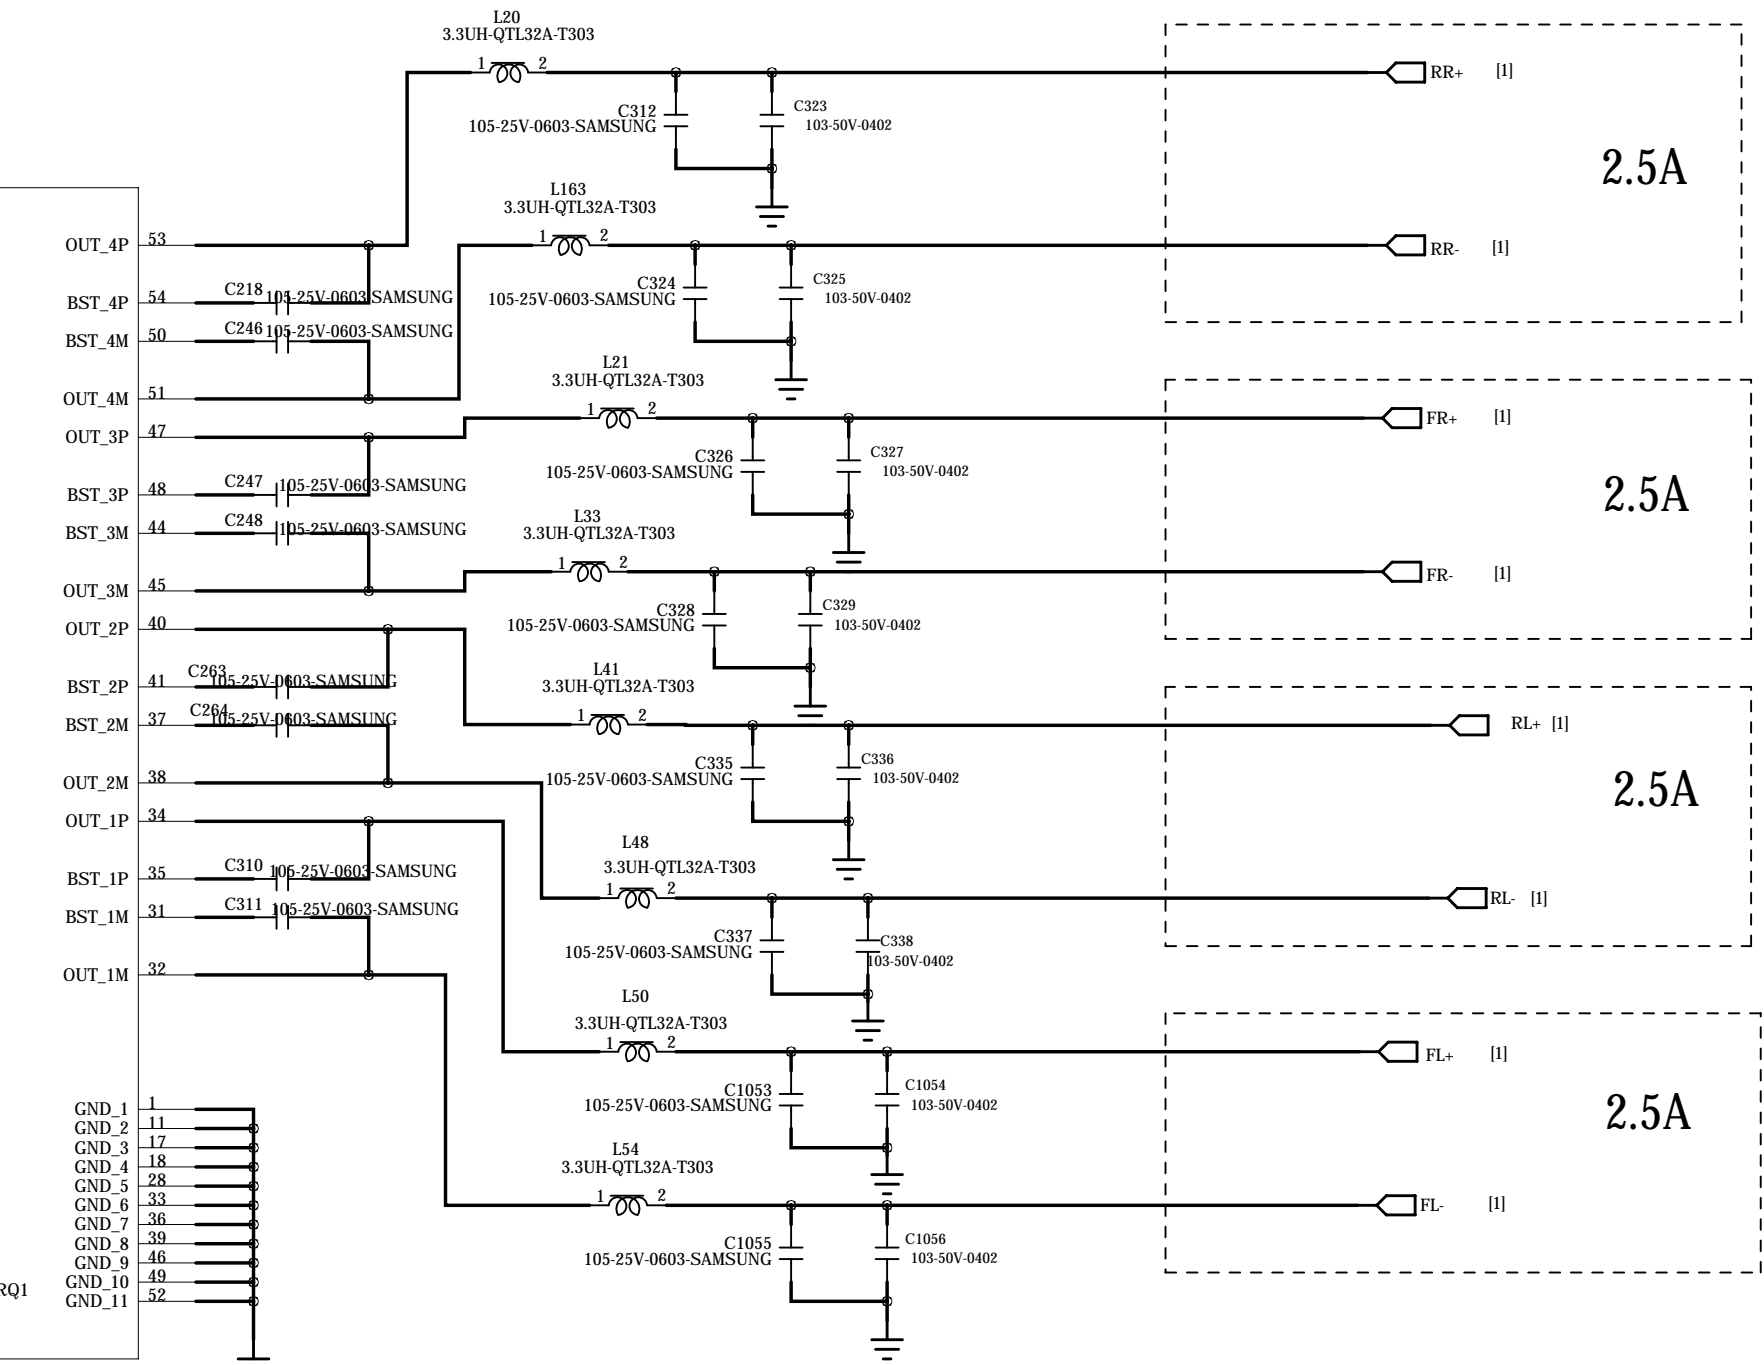 L20
3.3UH-QTL32A-T303
1 2
RR+ [1]
C312
105-25V-0603-SAMSUNG
C323
103-50V-0402
2.5A
L163
3.3UH-QTL32A-T303
1 2
RR- [1]
C324
105-25V-0603-SAMSUNG
C325
103-50V-0402
OUT_4P 53
BST_4P 54
C218 105-25V-0603-SAMSUNG
BST_4M 50
C246 105-25V-0603-SAMSUNG
OUT_4M 51
L21
3.3UH-QTL32A-T303
1 2
FR+ [1]
OUT_3P 47
C326
105-25V-0603-SAMSUNG
C327
103-50V-0402
2.5A
BST_3P 48
C247 105-25V-0603-SAMSUNG
BST_3M 44
C248 105-25V-0603-SAMSUNG
L33
3.3UH-QTL32A-T303
1 2
FR- [1]
OUT_3M 45
C328
105-25V-0603-SAMSUNG
C329
103-50V-0402
OUT_2P 40
BST_2P 41
C263 105-25V-0603-SAMSUNG
BST_2M 37
C264 105-25V-0603-SAMSUNG
L41
3.3UH-QTL32A-T303
1 2
RL+ [1]
C335
105-25V-0603-SAMSUNG
C336
103-50V-0402
2.5A
OUT_2M 38
OUT_1P 34
L48
3.3UH-QTL32A-T303
1 2
RL- [1]
BST_1P 35
C310 105-25V-0603-SAMSUNG
BST_1M 31
C311 105-25V-0603-SAMSUNG
C337
105-25V-0603-SAMSUNG
C338
103-50V-0402
OUT_1M 32
L50
3.3UH-QTL32A-T303
1 2
FL+ [1]
C1053
105-25V-0603-SAMSUNG
C1054
103-50V-0402
2.5A
L54
3.3UH-QTL32A-T303
1 2
FL- [1]
C1055
105-25V-0603-SAMSUNG
C1056
103-50V-0402
GND_1 1
GND_2 11
GND_3 17
GND_4 18
GND_5 28
GND_6 33
GND_7 36
GND_8 39
GND_9 46
GND_10 49
GND_11 52
RQ1